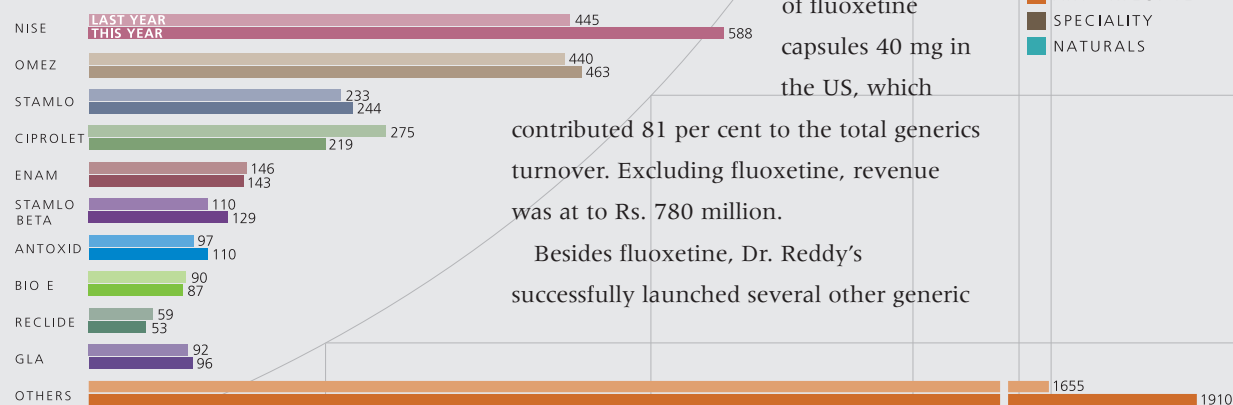 NISE
LAST YEAR 445
THIS YEAR 588
OMEZ
440
463
STAMLO
233
244
CIPROLET
275
219
ENAM
146
143
STAMLO
BETA
110
129
ANTOXID
97
110
BIO E
90
87
RECLIDE
59
53
GLA
92
96
OTHERS
1655
1910
of fluoxetine
capsules 40 mg in
the US, which
contributed 81 per cent to the total generics
turnover. Excluding fluoxetine, revenue
was at to Rs. 780 million.
Besides fluoxetine, Dr. Reddy's
successfully launched several other generic
SPECIALITY
NATURALS